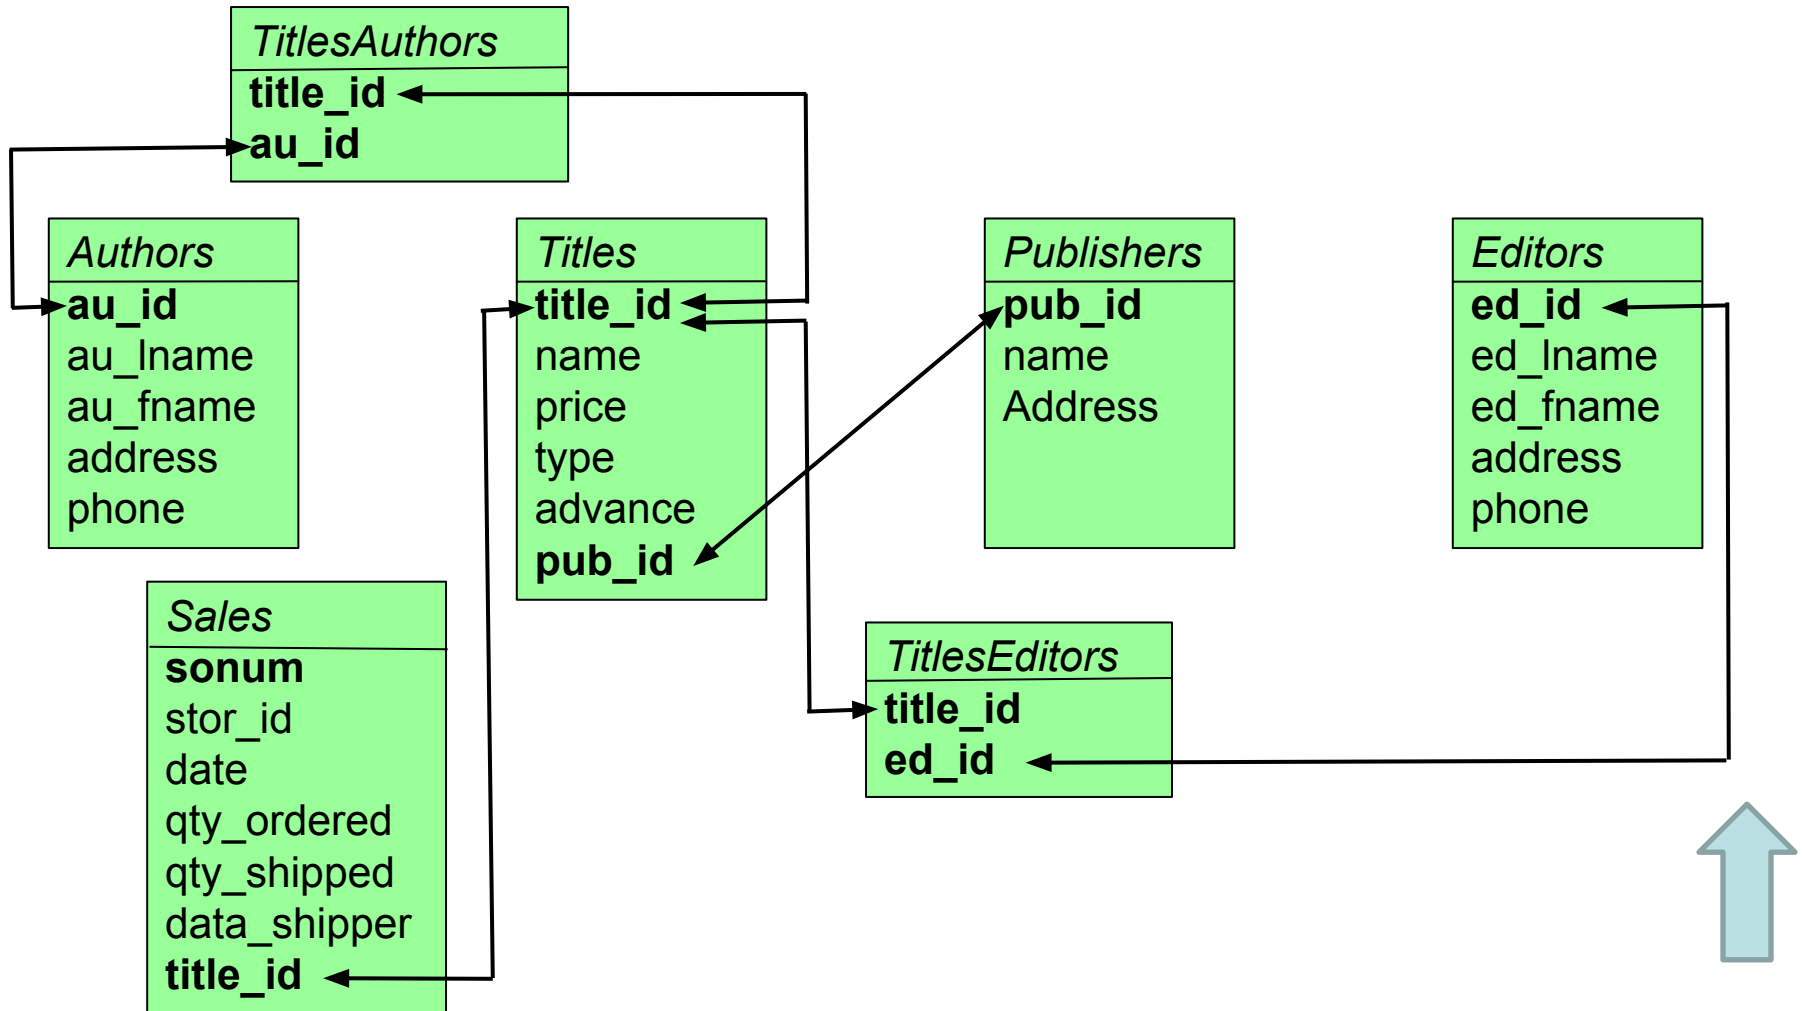 TitlesAuthors
title_id
au_id
Authors
au_id
au_lname
au_fname
address
phone
Titles
title_id
name
price
type
advance
pub_id
Publishers
pub_id
name
Address
Editors
ed_id
ed_lname
ed_fname
address
phone
Sales
sonum
stor_id
date
qty_ordered
qty_shipped
data_shipper
title_id
TitlesEditors
title_id
ed_id